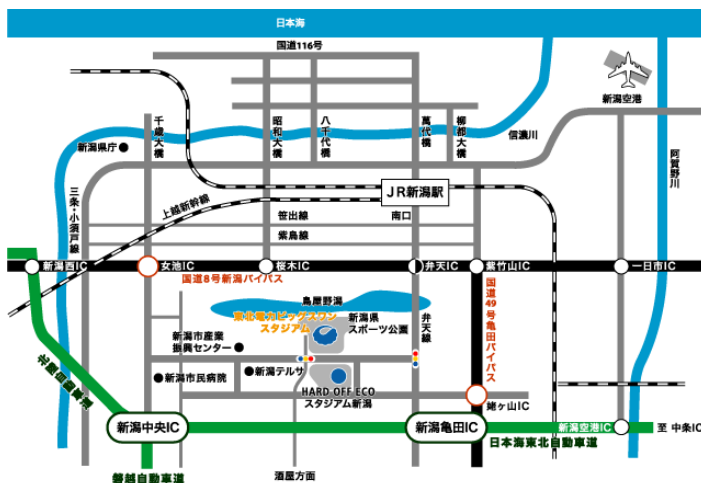 日本海
国道116号
新潟空港
千歳大橋
昭和大橋
八千代橋
萬代橋
柳都大橋
信濃川
新潟県庁
阿賀野川
三条・小須戸線
上越新幹線
JR新潟駅
笹出線
南口
紫鳥線
新潟西IC
女池IC
桜木IC
弁天IC
紫竹山IC
一日市IC
国道8号新潟バイパス
国道49号亀田バイパス
鳥屋野潟
東北電力ビッグスワン
スタジアム
新潟県
スポーツ公園
弁天線
新潟市産業
振興センター
新潟市民病院
新潟テルサ
HARD OFF ECO
スタジアム新潟
姥ヶ山IC
北陸自動車道
新潟中央IC
新潟亀田IC
新潟空港IC
至 中条IC
日本海東北自動車道
磐越自動車道
酒屋方面